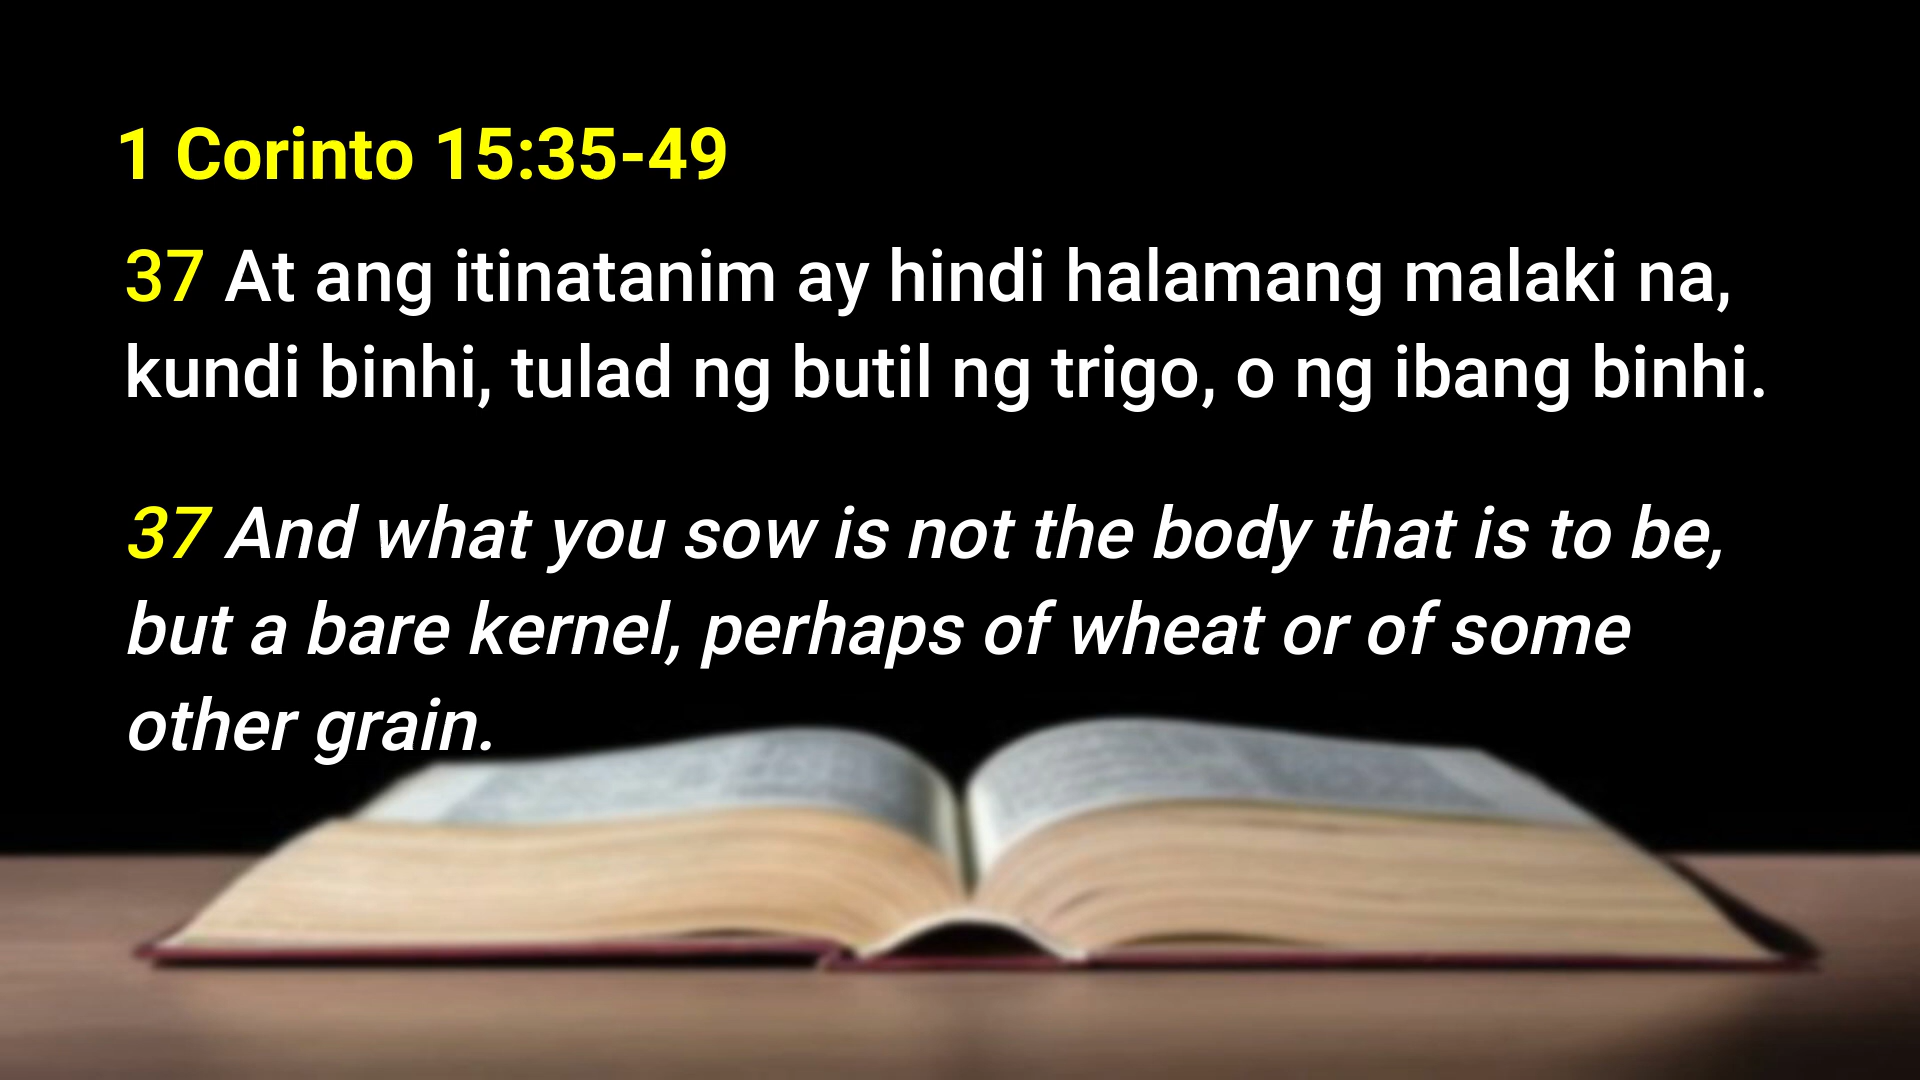 1 Corinto 15:35-49
37 At ang itinatanim ay hindi halamang malaki na,
kundi binhi, tulad ng butil ng trigo, o ng ibang binhi.
37 And what you sow is not the body that is to be,
but a bare kernel, perhaps of wheat or of some
other grain.